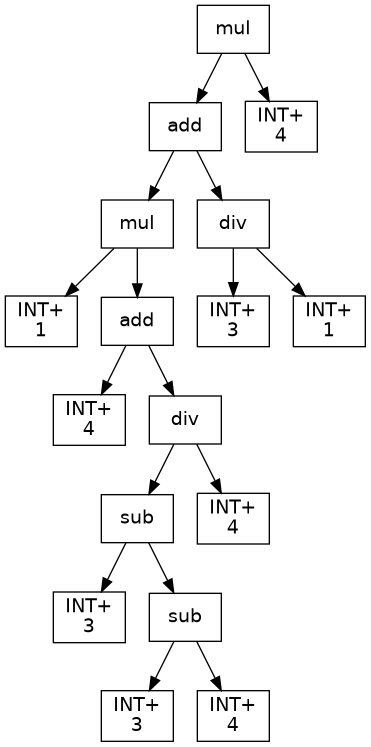 mul
add
INT+
4
mul
div
INT+
1
add
INT+
3
INT+
1
INT+
4
div
sub
INT+
4
INT+
3
sub
INT+
3
INT+
4